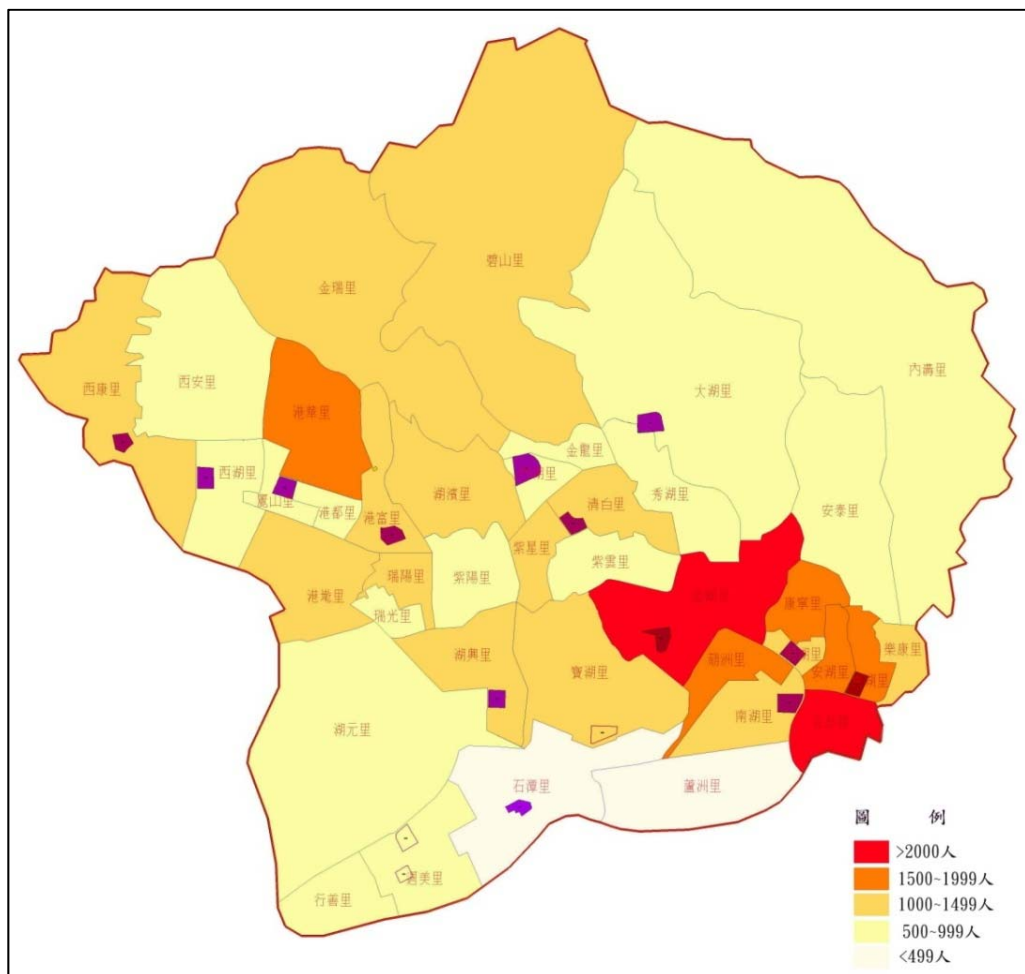 碧山里
金瑞里
內溝里
西康里
西安里
大湖里
港華里
金龍里
西湖里
湖濱里
秀湖里
清白里
安泰里
港都里
港富里
紫星里
紫雲里
瑞陽里
紫陽里
港墘里
康寧里
瑞光里
樂康里
湖興里
寶湖里
葫洲里
安湖里
南湖里
湖元里
石潭里
蘆洲里
週美里
行善里
圖 例
>2000人
1500~1999人
1000~1499人
500~999人
<499人